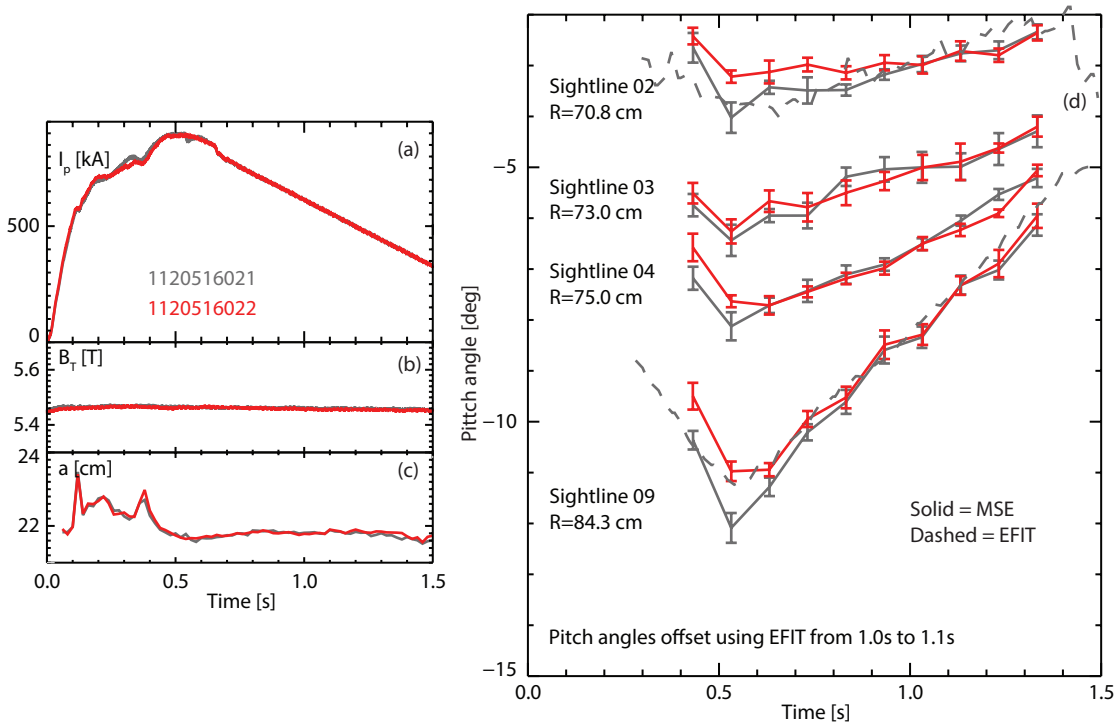 I_p [kA]
(a)
500
0
1120516021
1120516022
B_T [T]
(b)
5.6
5.4
24
a [cm]
(c)
22
0.0
0.5
1.0
1.5
Time [s]
Sightline 02
R=70.8 cm
(d)
−5
Sightline 03
R=73.0 cm
Sightline 04
R=75.0 cm
Pittch angle [deg]
−10
Sightline 09
R=84.3 cm
Solid = MSE
Dashed = EFIT
Pitch angles offset using EFIT from 1.0s to 1.1s
−15
0.0
0.5
1.0
1.5
Time [s]